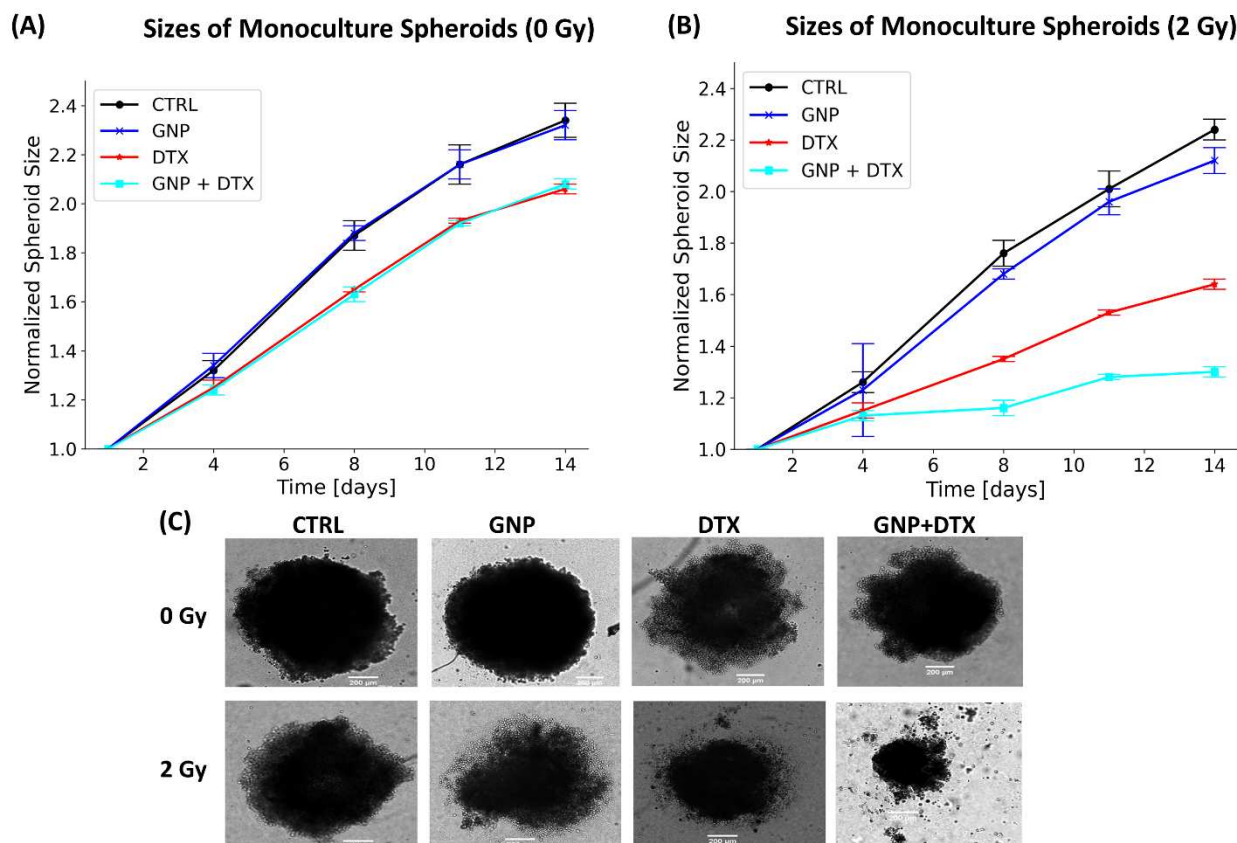 (A) Sizes of Monoculture Spheroids (0 Gy)
Normalized Spheroid Size
2.4
2.2
2.0
1.8
1.6
1.4
1.2
1.0
CTRL
GNP
DTX
GNP + DTX
2 4 6 8 10 12 14
Time [days]
(B) Sizes of Monoculture Spheroids (2 Gy)
Normalized Spheroid Size
2.4
2.2
2.0
1.8
1.6
1.4
1.2
1.0
CTRL
GNP
DTX
GNP + DTX
2 4 6 8 10 12 14
Time [days]
(C) CTRL GNP DTX GNP+DTX
0 Gy
200 μm
200 μm
200 μm
2 Gy
200 μm